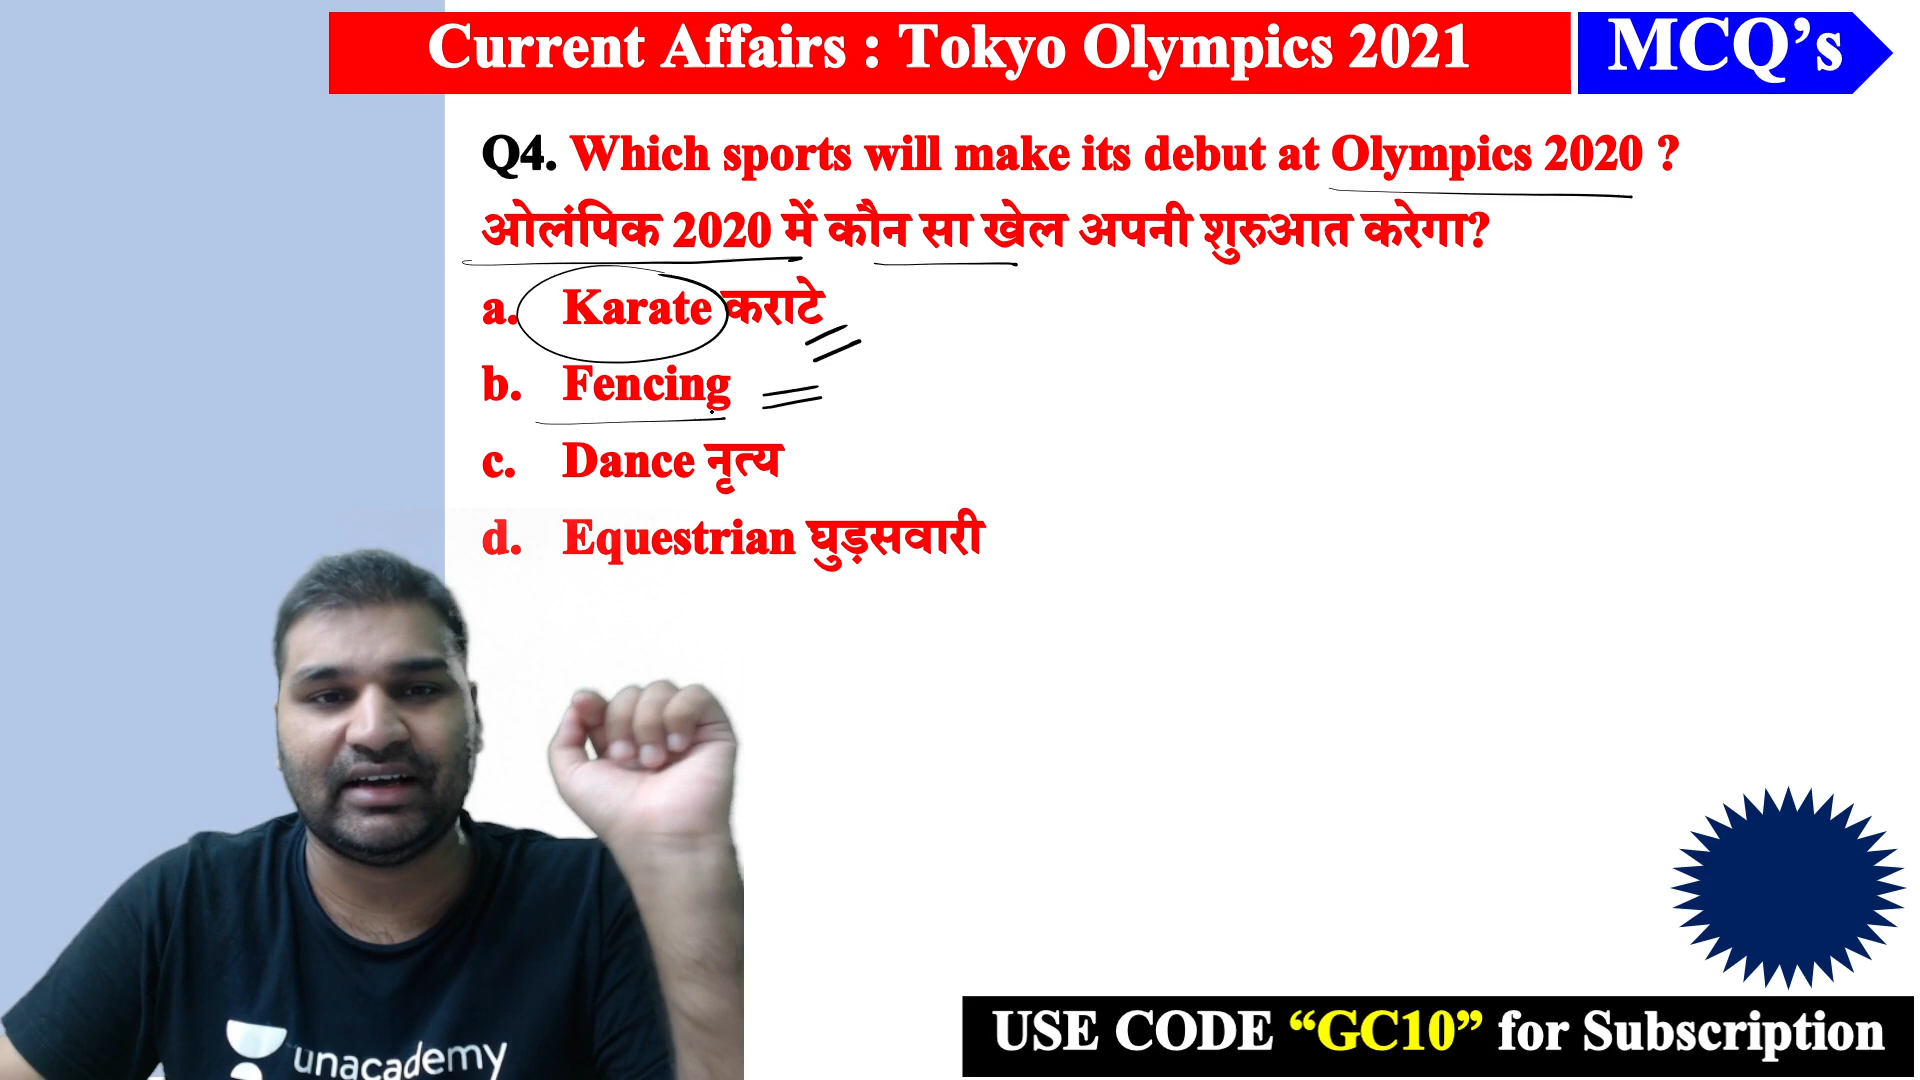 Current Affairs : Tokyo Olympics 2021
MCQ’s
Q4. Which sports will make its debut at Olympics 2020 ?
ओलंपिक 2020 में कौन सा खेल अपनी शुरुआत करेगा?
a. Karate कराटे
b. Fencing
c. Dance नृत्य
d. Equestrian घुड़सवारी
unacademy
USE CODE “GC10” for Subscription